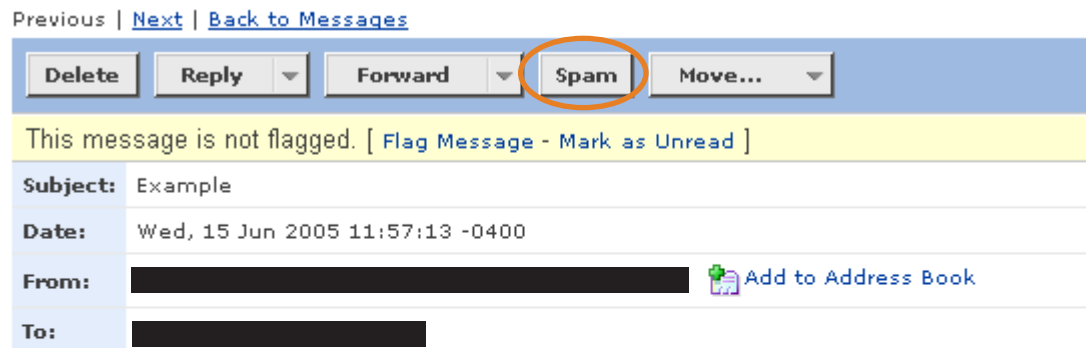 Previous | Next | Back to Messages
Delete Reply Forward Spam Move...
This message is not flagged. [ Flag Message - Mark as Unread ]
Subject: Example
Date: Wed, 15 Jun 2005 11:57:13 -0400
From: Add to Address Book
To: